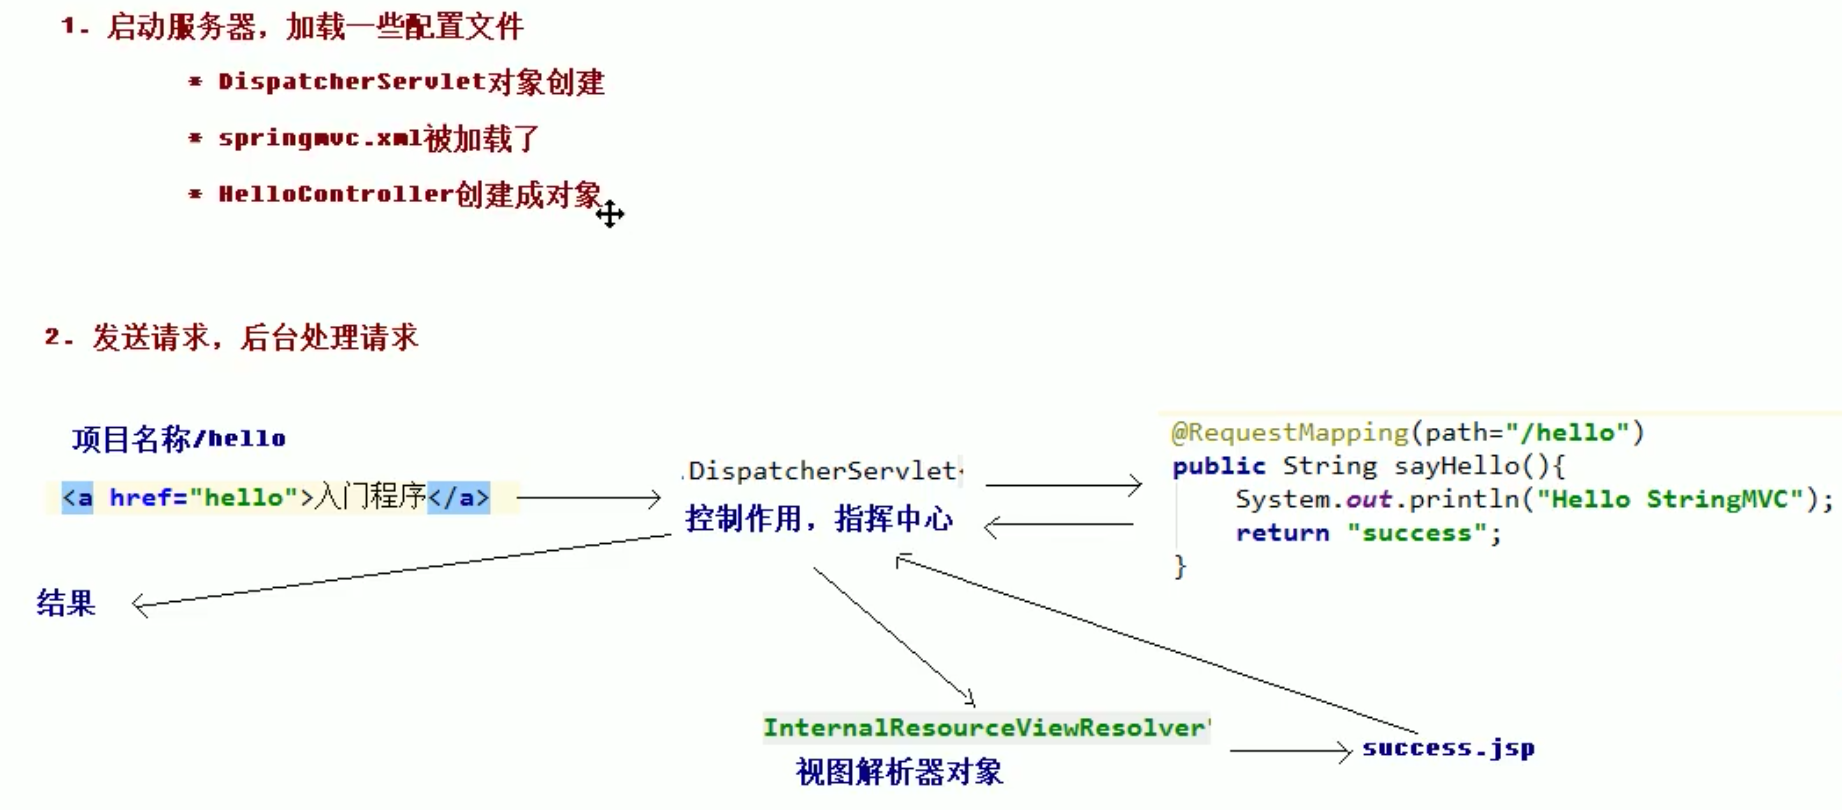 1. 启动服务器，加载一些配置文件
* DispatcherServlet对象创建
* springmvc.xml被加载了
* HelloController创建成对象
2. 发送请求，后台处理请求
项目名称/hello
<a href="hello">入门程序</a>
.DispatcherServlet
控制作用，指挥中心
@RequestMapping(path="/hello")
public String sayHello(){
System.out.println("Hello StringMVC");
return "success";
}
结果
InternalResourceViewResolver"
视图解析器对象
success.jsp